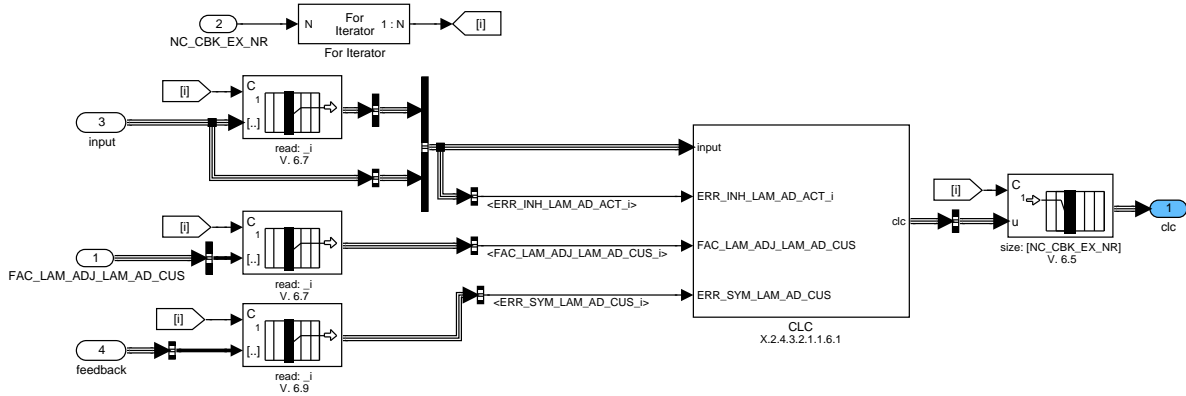 2
NC_CBK_EX_NR
N
For
Iterator
1 : N
For Iterator
[i]
[i]
C
1
[..]
read: _i
V. 6.7
3
input
input
ERR_INH_LAM_AD_ACT_i
FAC_LAM_ADJ_LAM_AD_CUS
ERR_SYM_LAM_AD_CUS
clc
CLC
X.2.4.3.2.1.1.6.1
<ERR_INH_LAM_AD_ACT_i>
<FAC_LAM_ADJ_LAM_AD_CUS_i>
<ERR_SYM_LAM_AD_CUS_i>
[i]
C
1
u
size: [NC_CBK_EX_NR]
V. 6.5
1
clc
[i]
C
1
[..]
read: _i
V. 6.7
1
FAC_LAM_ADJ_LAM_AD_CUS
[i]
C
1
[..]
read: _i
V. 6.9
4
feedback